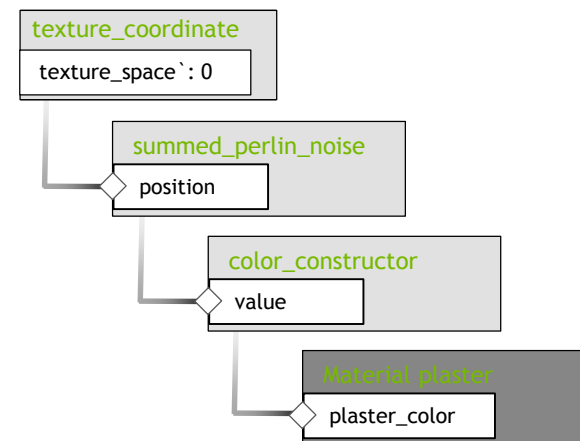 texture_coordinate
texture_space`: 0
summed_perlin_noise
position
color_constructor
value
Material plaster
plaster_color